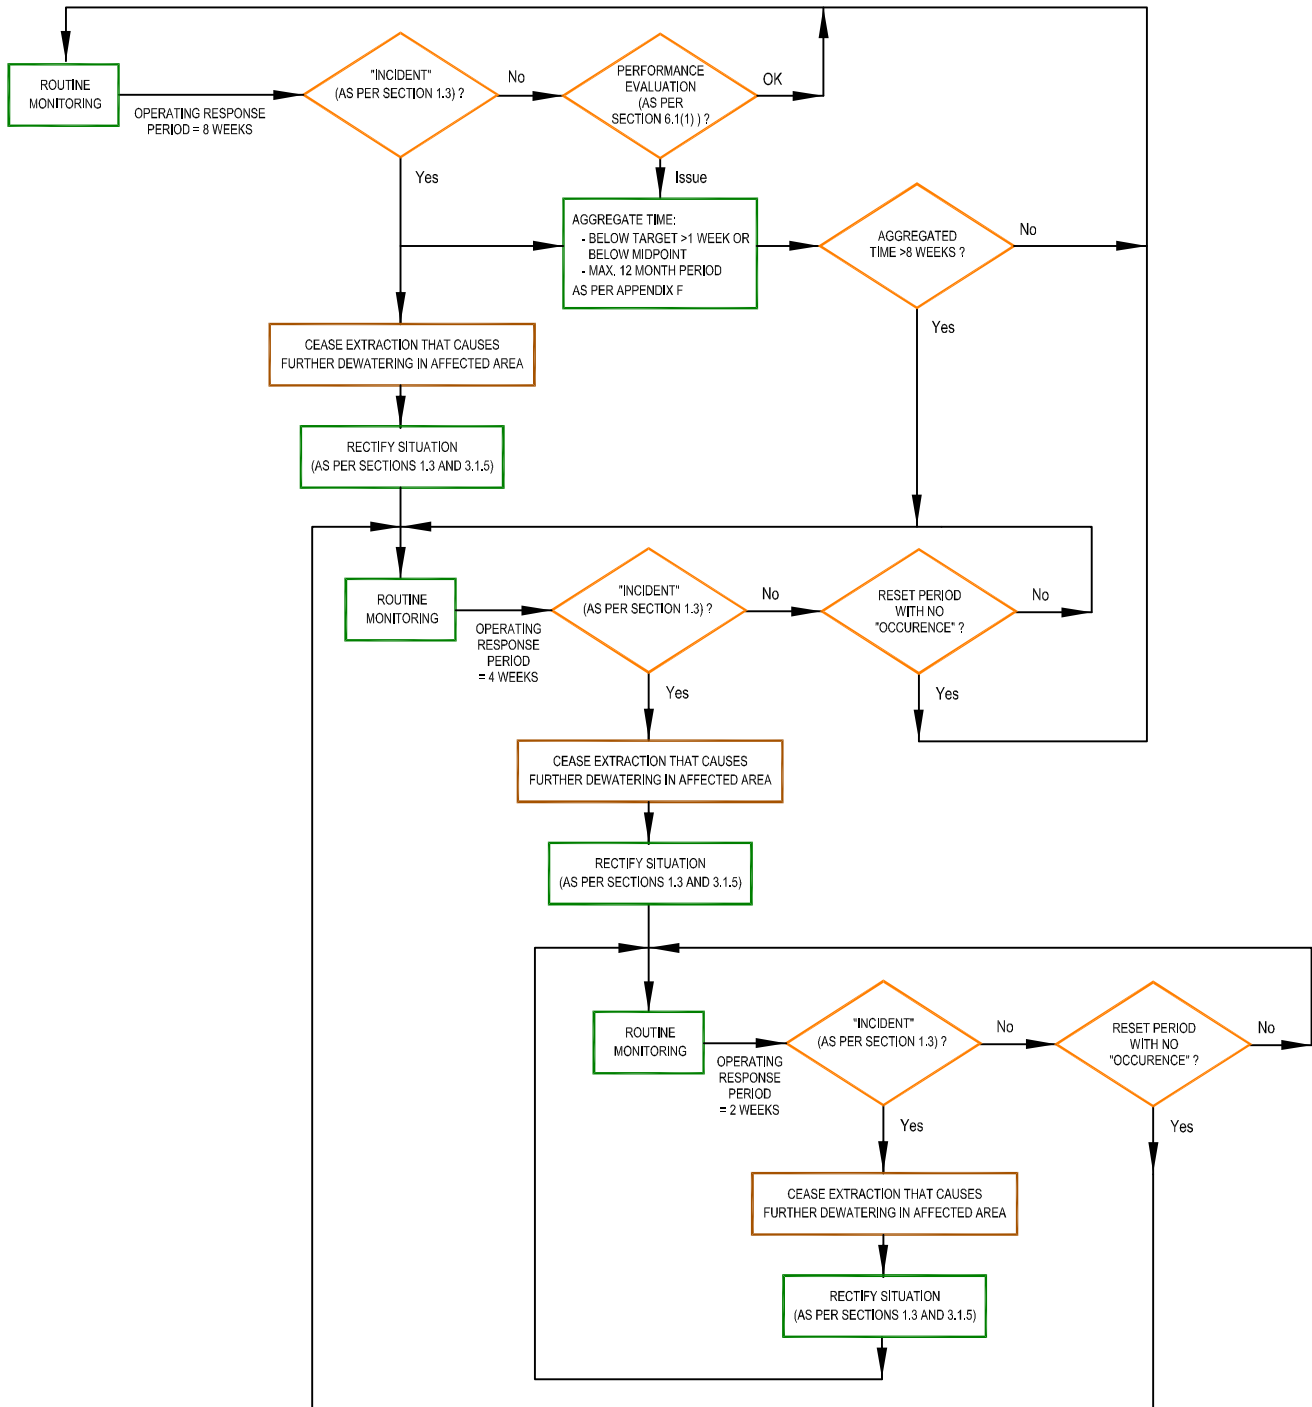 ROUTINE
MONITORING
OPERATING RESPONSE
PERIOD = 8 WEEKS
"INCIDENT"
(AS PER SECTION 1.3) ?
No
PERFORMANCE
EVALUATION
(AS PER
SECTION 6.1(1) ) ?
OK
Yes
Issue
AGGREGATE TIME:
- BELOW TARGET >1 WEEK OR
BELOW MIDPOINT
- MAX. 12 MONTH PERIOD
AS PER APPENDIX F
AGGREGATED
TIME >8 WEEKS ?
No
Yes
CEASE EXTRACTION THAT CAUSES
FURTHER DEWATERING IN AFFECTED AREA
RECTIFY SITUATION
(AS PER SECTIONS 1.3 AND 3.1.5)
ROUTINE
MONITORING
OPERATING
RESPONSE
PERIOD
= 4 WEEKS
"INCIDENT"
(AS PER SECTION 1.3) ?
No
RESET PERIOD
WITH NO
"OCCURENCE" ?
No
Yes
Yes
CEASE EXTRACTION THAT CAUSES
FURTHER DEWATERING IN AFFECTED AREA
RECTIFY SITUATION
(AS PER SECTIONS 1.3 AND 3.1.5)
ROUTINE
MONITORING
OPERATING
RESPONSE
PERIOD
= 2 WEEKS
"INCIDENT"
(AS PER SECTION 1.3) ?
No
RESET PERIOD
WITH NO
"OCCURENCE" ?
No
Yes
Yes
CEASE EXTRACTION THAT CAUSES
FURTHER DEWATERING IN AFFECTED AREA
RECTIFY SITUATION
(AS PER SECTIONS 1.3 AND 3.1.5)